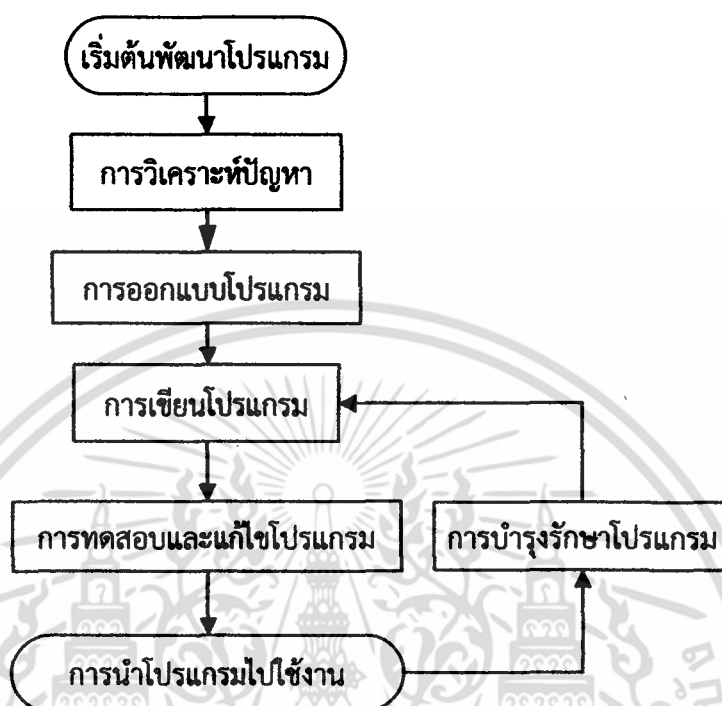 เริ่มต้นพัฒนาโปรแกรม
การวิเคราะห์ปัญหา
การออกแบบโปรแกรม
การเขียนโปรแกรม
การทดสอบและแก้ไขโปรแกรม
การบำรุงรักษาโปรแกรม
การนำโปรแกรมไปใช้งาน